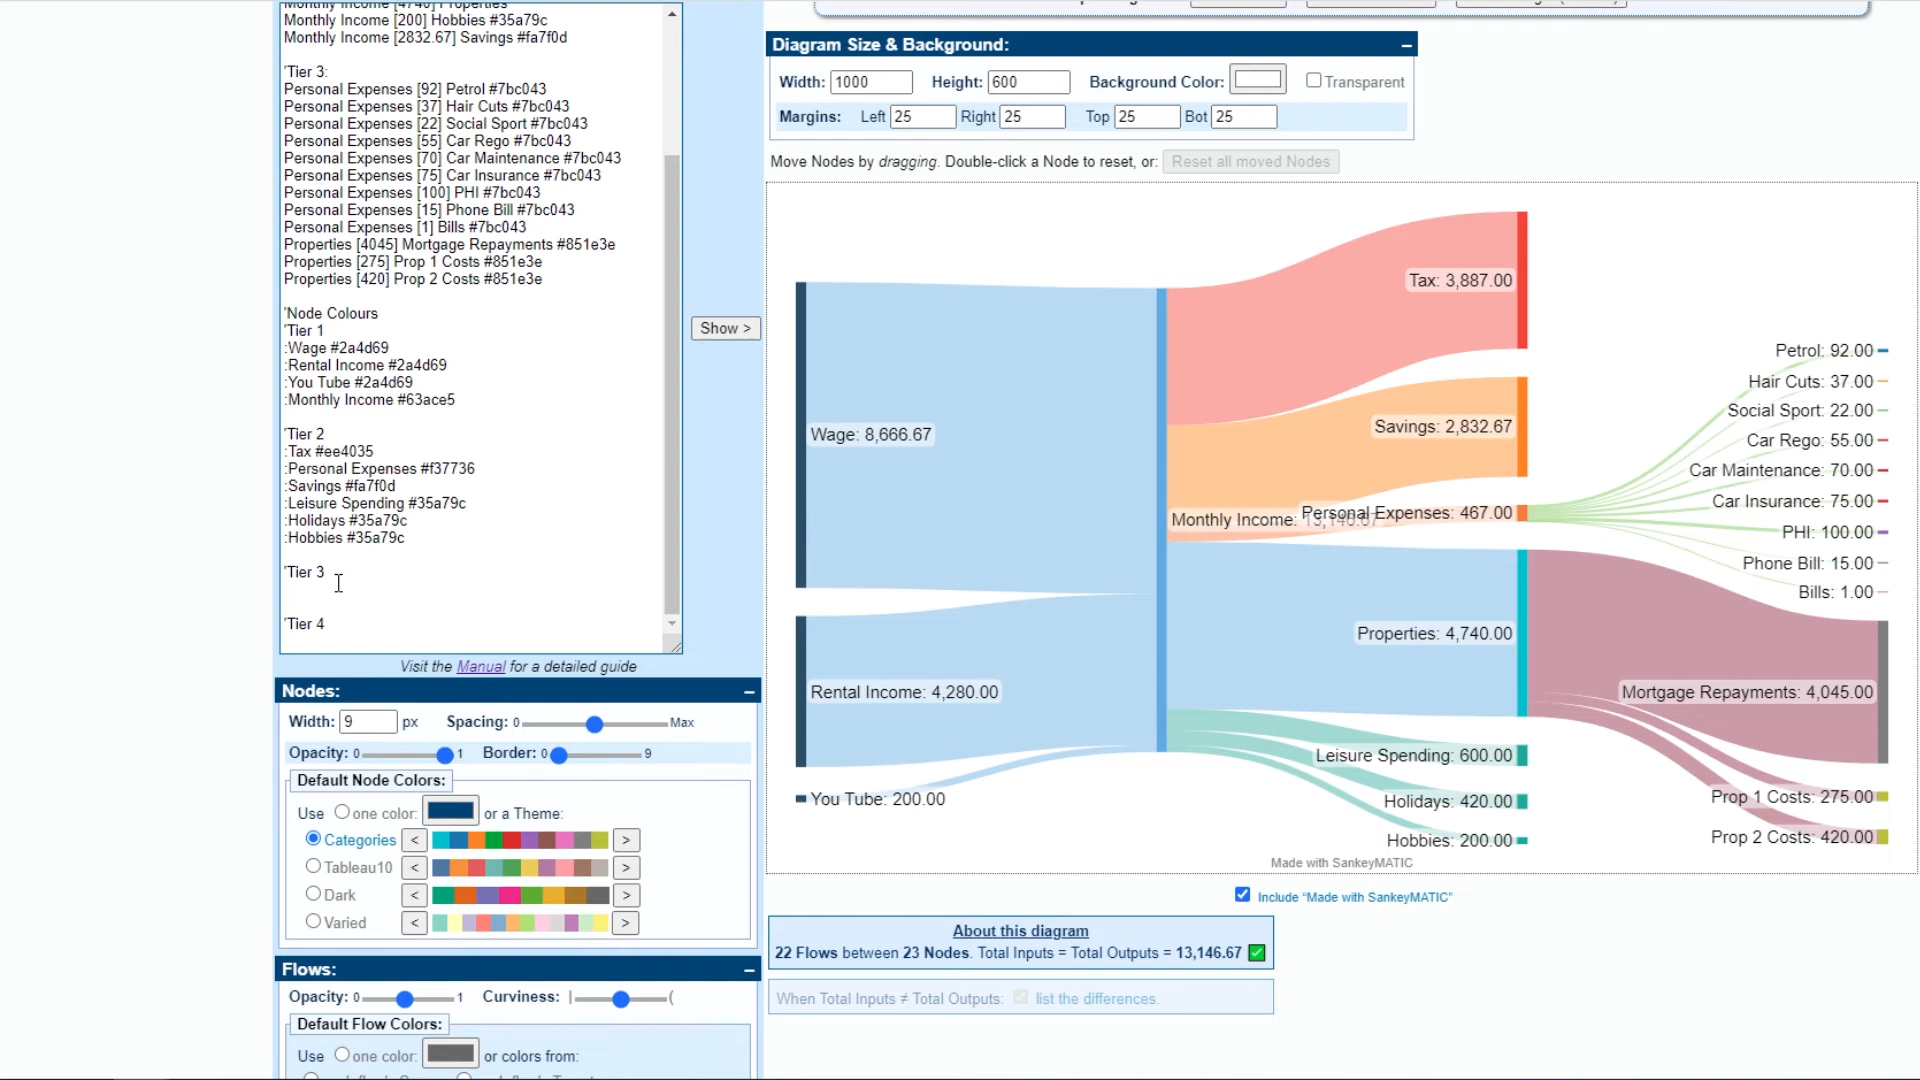 Monthly Income [4740] Properties
Monthly Income [200] Hobbies #35a79c
Monthly Income [2832.67] Savings #fa7f0d
'Tier 3:
Personal Expenses [92] Petrol #7bc043
Personal Expenses [37] Hair Cuts #7bc043
Personal Expenses [22] Social Sport #7bc043
Personal Expenses [55] Car Rego #7bc043
Personal Expenses [70] Car Maintenance #7bc043
Personal Expenses [75] Car Insurance #7bc043
Personal Expenses [100] PHI #7bc043
Personal Expenses [15] Phone Bill #7bc043
Personal Expenses [1] Bills #7bc043
Properties [4045] Mortgage Repayments #851e3e
Properties [275] Prop 1 Costs #851e3e
Properties [420] Prop 2 Costs #851e3e
'Node Colours
'Tier 1
:Wage #2a4d69
:Rental Income #2a4d69
:You Tube #2a4d69
:Monthly Income #63ace5
'Tier 2
:Tax #ee4035
:Personal Expenses #f37736
:Savings #fa7f0d
:Leisure Spending #35a79c
:Holidays #35a79c
:Hobbies #35a79c
'Tier 3
'Tier 4
Visit the Manual for a detailed guide
Show >
Nodes: –
Width: 9 px Spacing: 0 Max
Opacity: 0 1 Border: 0 9
Default Node Colors:
Use one color: or a Theme:
Categories < >
Tableau10 < >
Dark < >
Varied < >
Flows: –
Opacity: 0 1 Curviness: | (
Default Flow Colors:
Use one color: or colors from:
Diagram Size & Background: –
Width: 1000 Height: 600 Background Color: Transparent
Margins: Left 25 Right 25 Top 25 Bot 25
Move Nodes by dragging. Double-click a Node to reset, or: Reset all moved Nodes
Tax: 3,887.00
Petrol: 92.00
Hair Cuts: 37.00
Social Sport: 22.00
Savings: 2,832.67
Wage: 8,666.67
Car Rego: 55.00
Car Maintenance: 70.00
Car Insurance: 75.00
Personal Expenses: 467.00
Monthly Income: 13,146.67
PHI: 100.00
Phone Bill: 15.00
Bills: 1.00
Properties: 4,740.00
Rental Income: 4,280.00
Mortgage Repayments: 4,045.00
Leisure Spending: 600.00
You Tube: 200.00
Holidays: 420.00
Prop 1 Costs: 275.00
Hobbies: 200.00
Prop 2 Costs: 420.00
Made with SankeyMATIC
Include “Made with SankeyMATIC”
About this diagram
22 Flows between 23 Nodes. Total Inputs = Total Outputs = 13,146.67
When Total Inputs ≠ Total Outputs: list the differences.